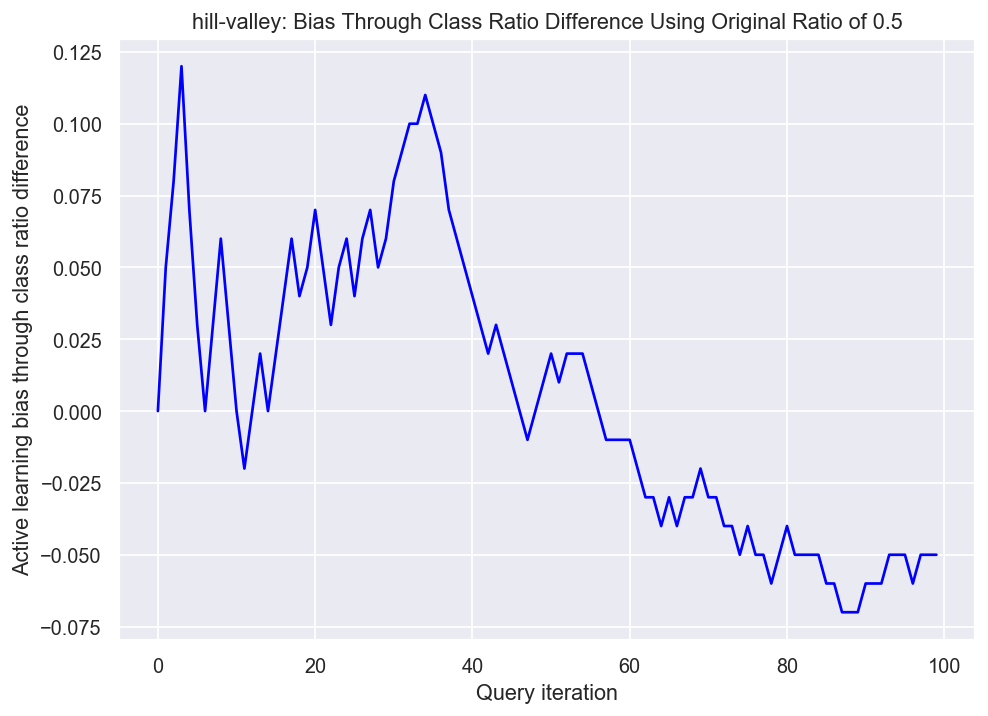 hill-valley: Bias Through Class Ratio Difference Using Original Ratio of 0.5
Active learning bias through class ratio difference
0.125
0.100
0.075
0.050
0.025
0.000
−0.025
−0.050
−0.075
0 20 40 60 80 100
Query iteration